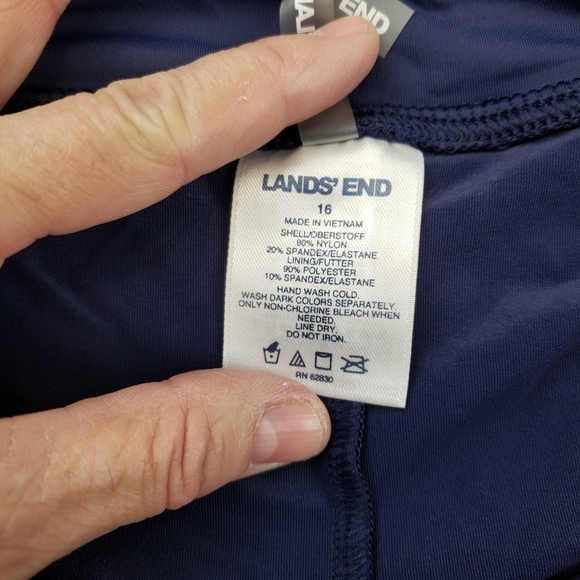 END
LANDS' END
16
MADE IN VIETNAM
SHELL/OBERSTOFF
80% NYLON
20% SPANDEX/ELASTANE
LINING/FUTTER
90% POLYESTER
10% SPANDEX/ELASTANE
HAND WASH COLD.
WASH DARK COLORS SEPARATELY.
ONLY NON-CHLORINE BLEACH WHEN
NEEDED.
LINE DRY.
DO NOT IRON.
RN 62830